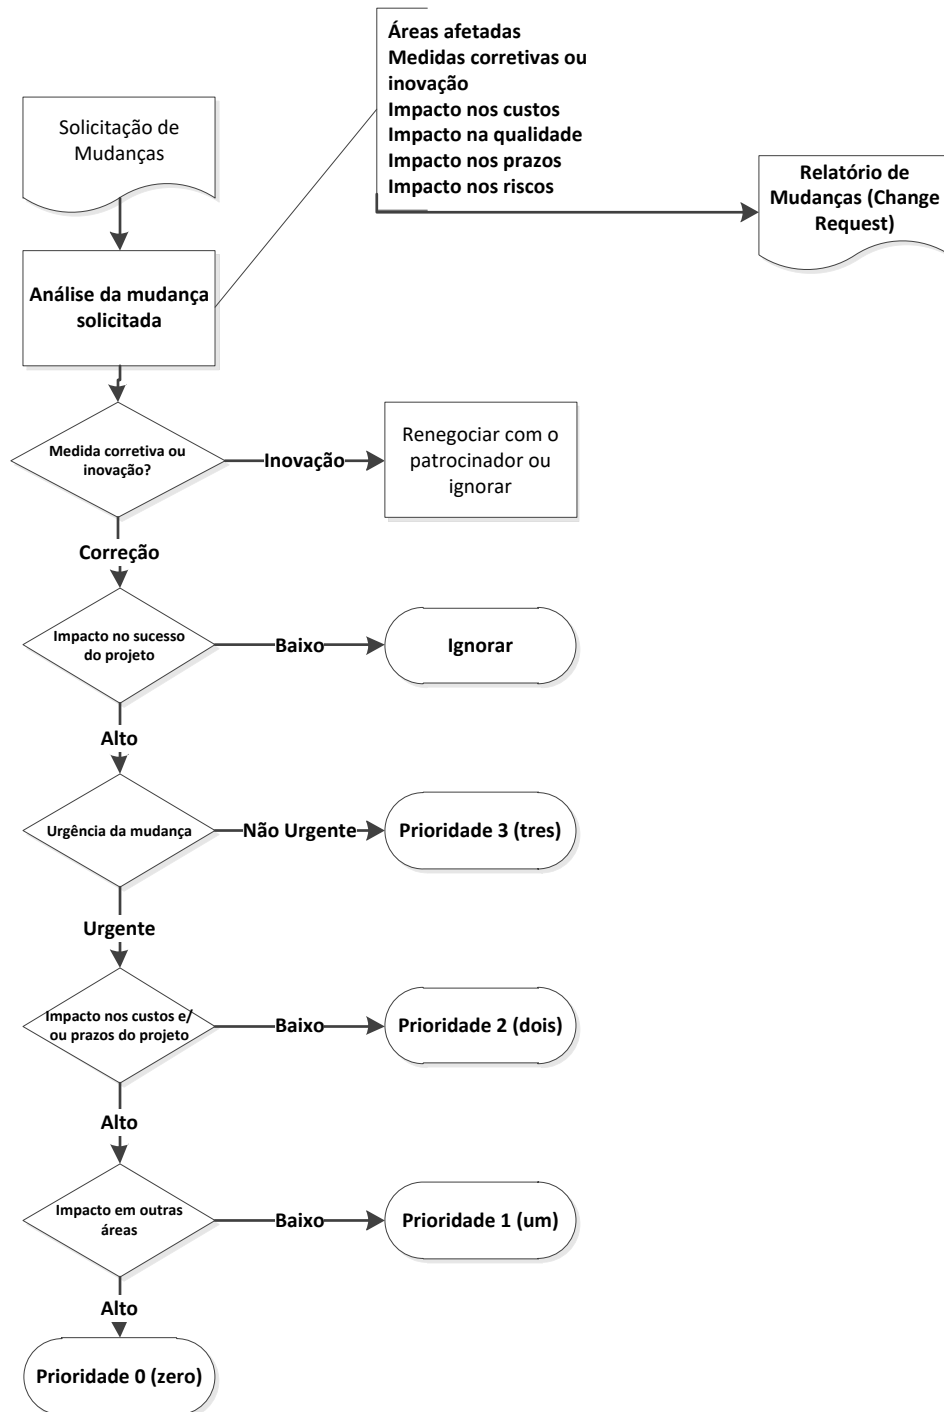 Áreas afetadas
Medidas corretivas ou
inovação
Impacto nos custos
Impacto na qualidade
Impacto nos prazos
Impacto nos riscos
Solicitação de
Mudanças
Relatório de
Mudanças (Change
Request)
Análise da mudança
solicitada
Medida corretiva ou
inovação?
Inovação
Renegociar com o
patrocinador ou
ignorar
Correção
Impacto no sucesso
do projeto
Baixo
Ignorar
Alto
Urgência da mudança
Não Urgente
Prioridade 3 (tres)
Urgente
Impacto nos custos e/
ou prazos do projeto
Baixo
Prioridade 2 (dois)
Alto
Impacto em outras
áreas
Baixo
Prioridade 1 (um)
Alto
Prioridade 0 (zero)